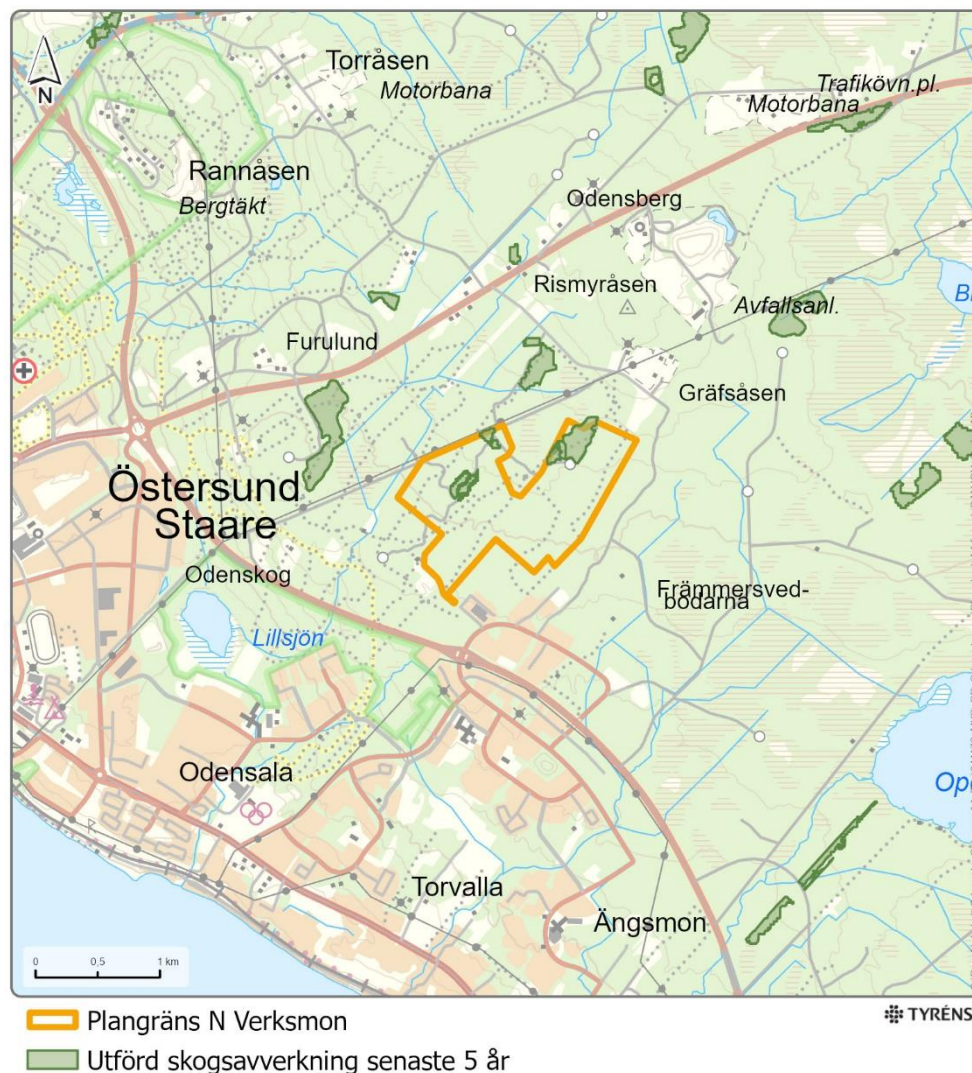 Torråsen
Motorbana
Trafikövn.pl.
Motorbana
N
Rannåsen
Bergtäkt
Odensberg
Rismyråsen
Avfallsanl.
Furulund
Gräfsåsen
Östersund
Staare
Odenskog
Främmersved-
bodarna
Lillsjön
Odensala
Torvalla
Ängsmon
0 0,5 1 km
R
Plangräns N Verksmon
TYRÉNS
Utförd skogsavverkning senaste 5 år